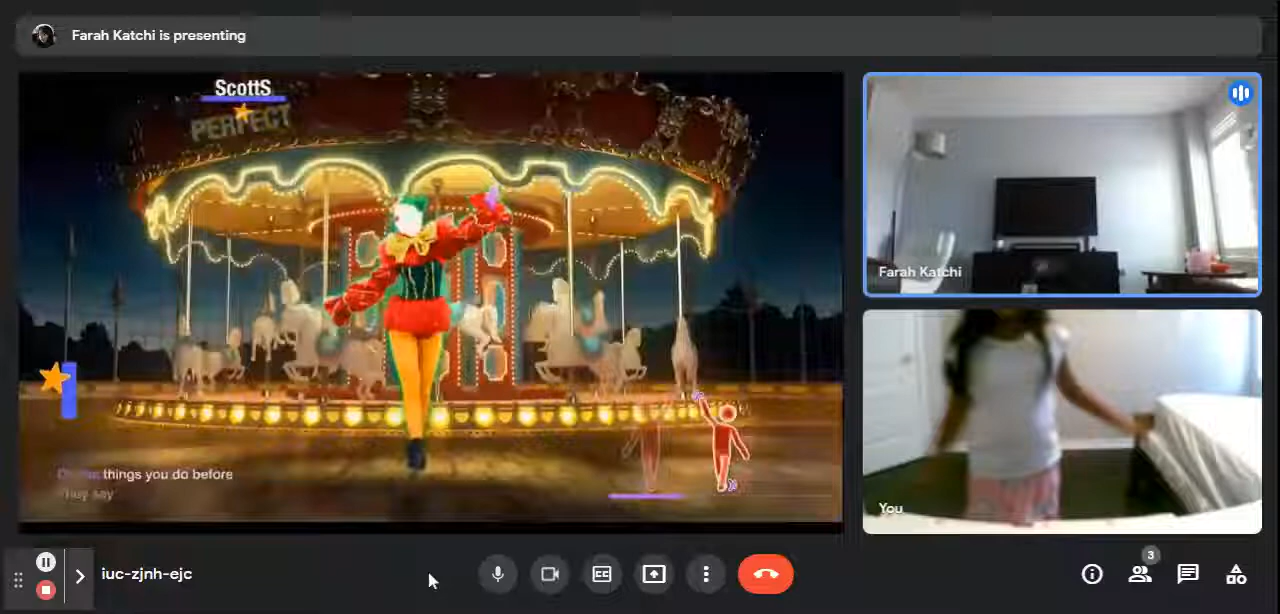 Farah Katchi is presenting
ScottS
PERFECT
things you do before
They say
Farah Katchi
You
iuc-zjnh-ejc
CC
3